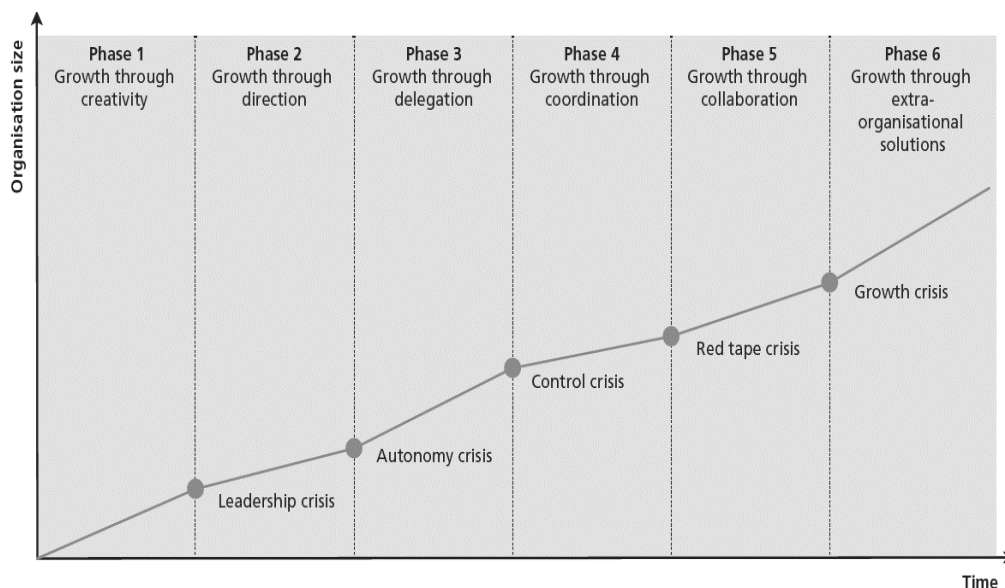 Organisation size
Phase 1
Growth through
creativity
Phase 2
Growth through
direction
Phase 3
Growth through
delegation
Phase 4
Growth through
coordination
Phase 5
Growth through
collaboration
Phase 6
Growth through
extra-
organisational
solutions
Leadership crisis
Autonomy crisis
Control crisis
Red tape crisis
Growth crisis
Time